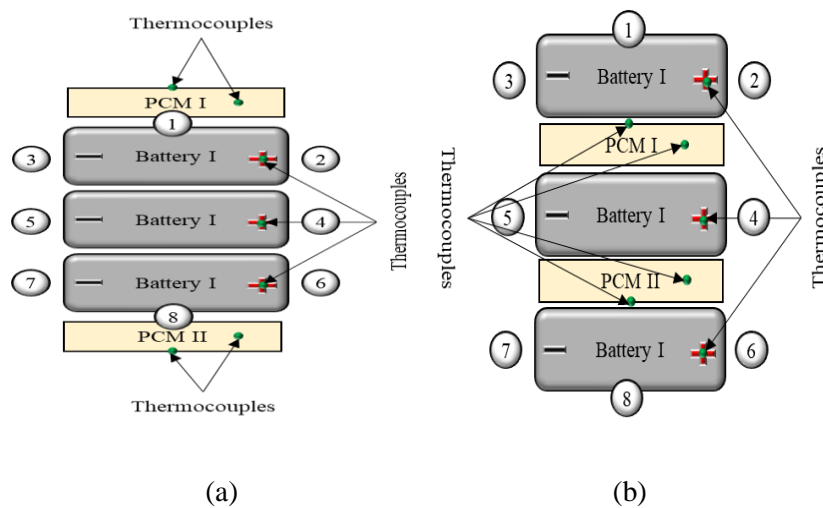 Thermocouples
PCM I
1
3
Battery I
2
5
Battery I
4
7
Battery I
6
8
PCM II
Thermocouples
Thermocouples
(a)
1
3
Battery I
2
PCM I
Thermocouples
5
Battery I
4
Thermocouples
PCM II
7
Battery I
6
8
(b)